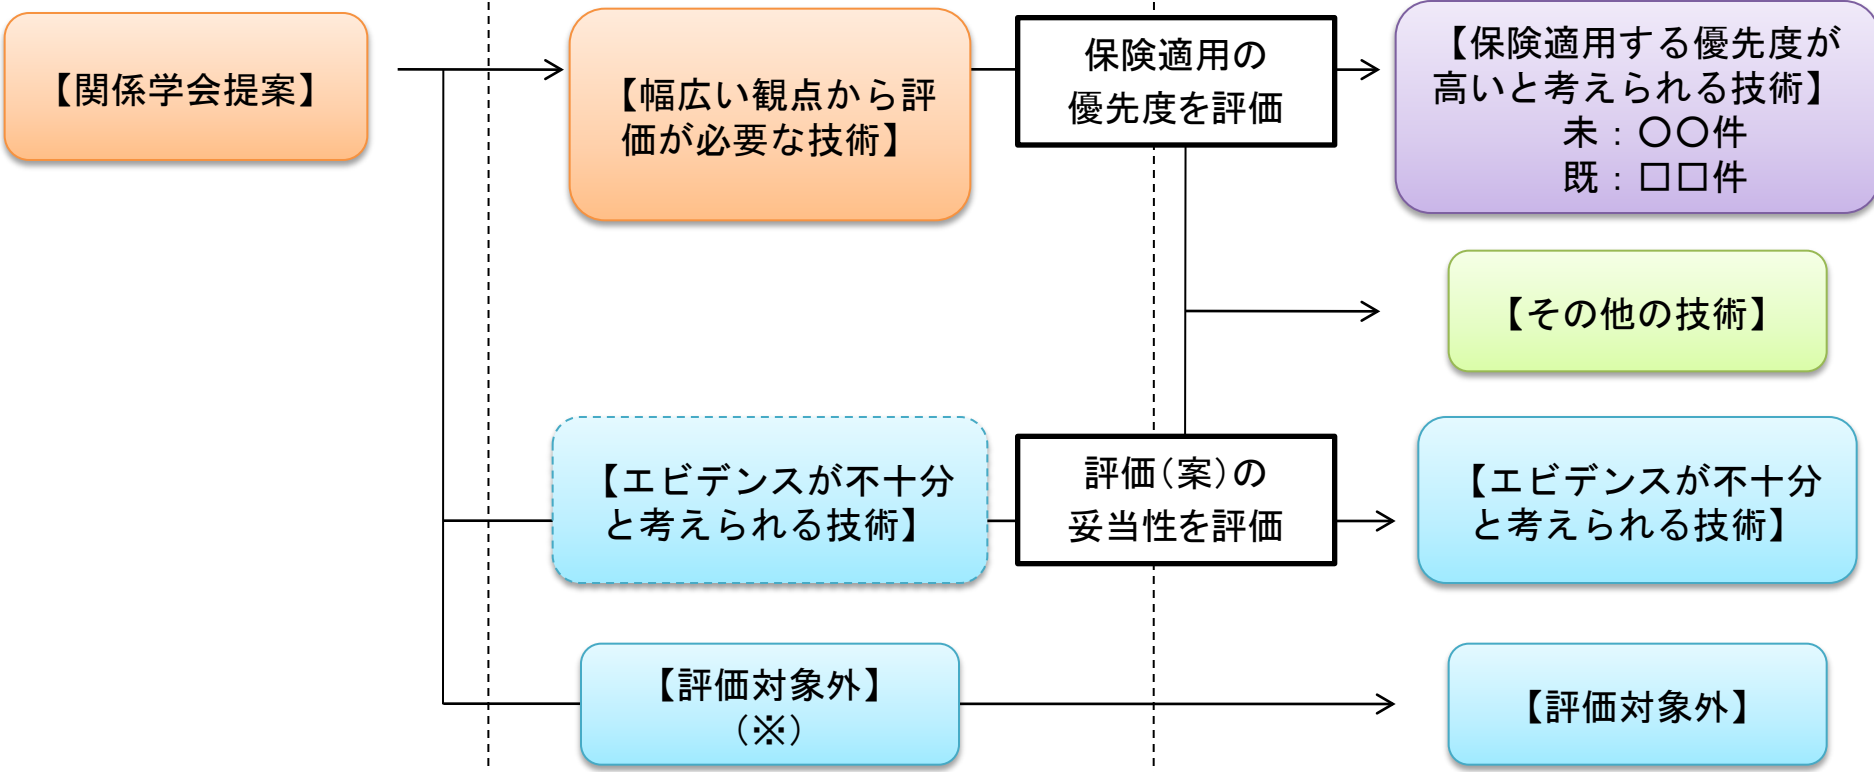 【関係学会提案】
【幅広い観点から評
価が必要な技術】
保険適用の
優先度を評価
【保険適用する優先度が
高いと考えられる技術】
未：〇〇件
既：□□件
【その他の技術】
【エビデンスが不十分
と考えられる技術】
評価（案）の
妥当性を評価
【エビデンスが不十分
と考えられる技術】
【評価対象外】
（※）
【評価対象外】